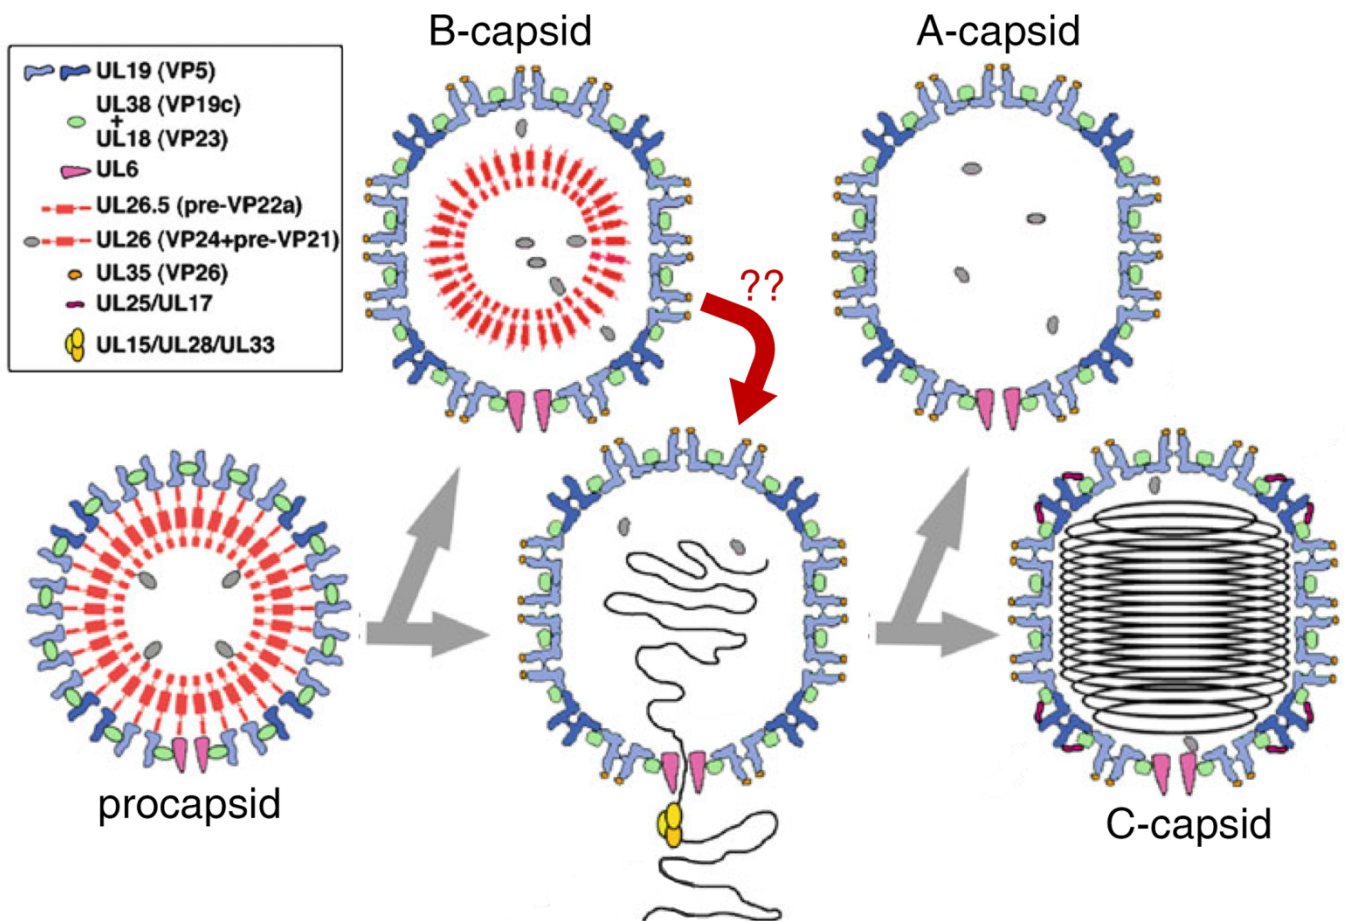 B-capsid
A-capsid
UL19 (VP5)
UL38 (VP19c)
+
UL18 (VP23)
UL6
UL26.5 (pre-VP22a)
UL26 (VP24+pre-VP21)
UL35 (VP26)
UL25/UL17
UL15/UL28/UL33
??
procapsid
C-capsid